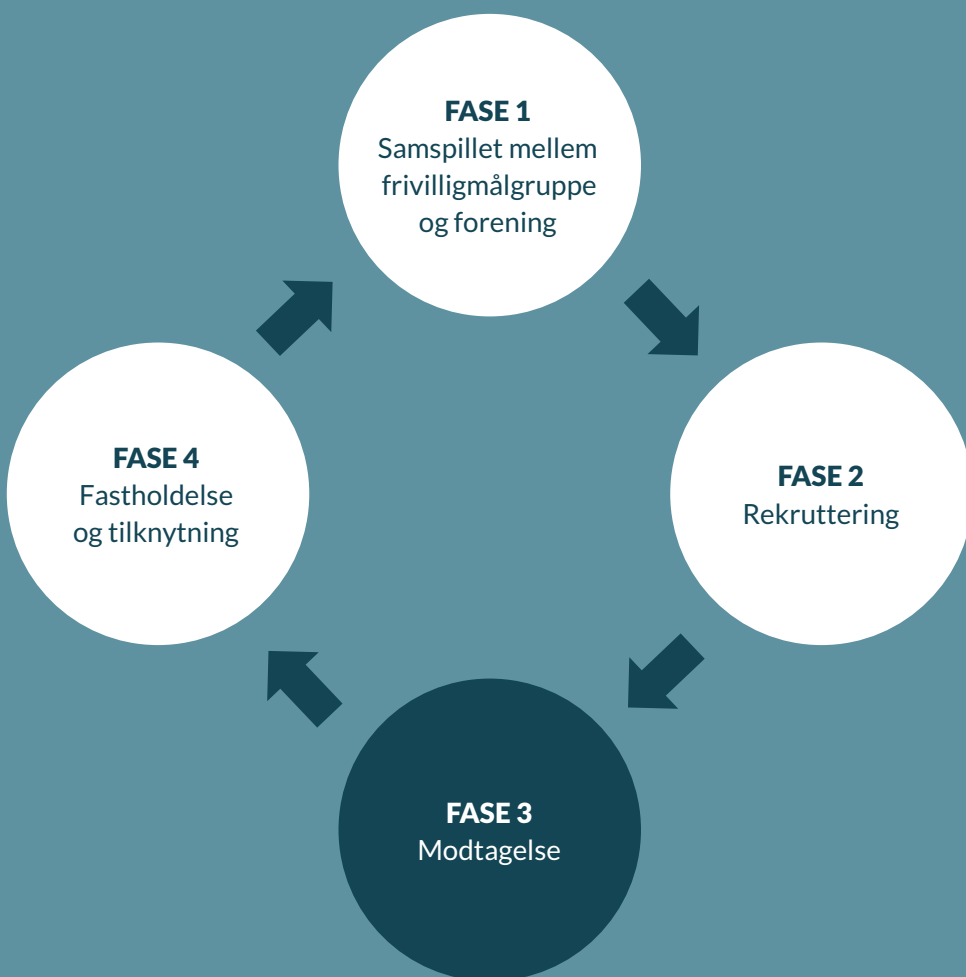 FASE 1
Samspillet mellem
frivilligmålgruppe
og forening
FASE 2
Rekruttering
FASE 3
Modtagelse
FASE 4
Fastholdelse
og tilknytning